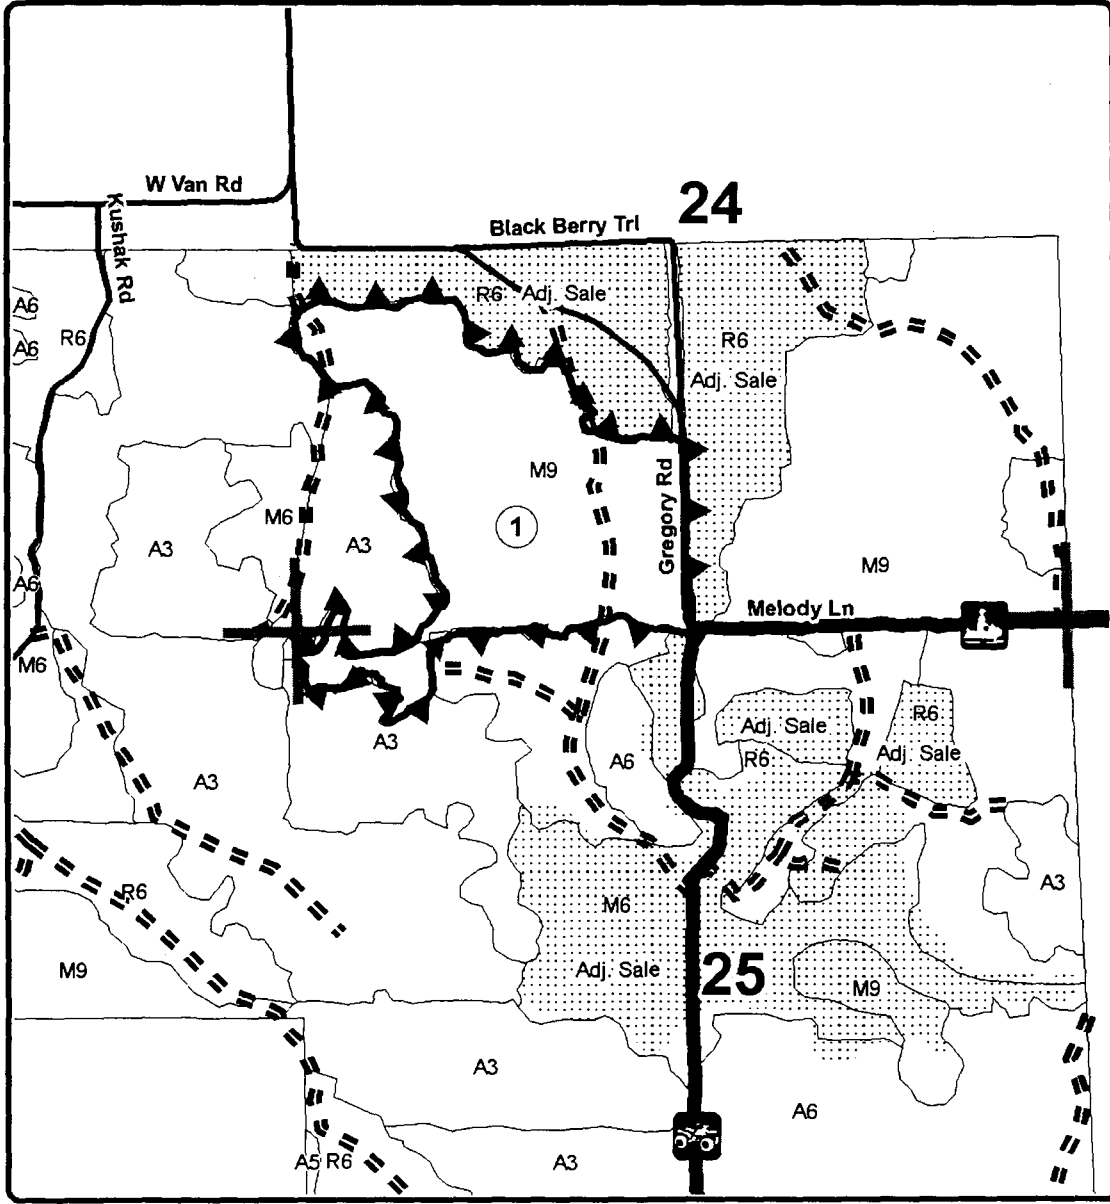 W Van Rd
Kushak Rd
24
Black Berry Trl
R6 Adj. Sale
A6
R6
A6
R6
Adj. Sale
M9
Gregory Rd
M6
1
A3
A3
M9
A6
Melody Ln
M6
R6
Adj. Sale
A3
R6
Adj. Sale
A6
A3
R6
A3
M6
M9
Adj. Sale
25
M9
A3
A6
A5
R6
A3